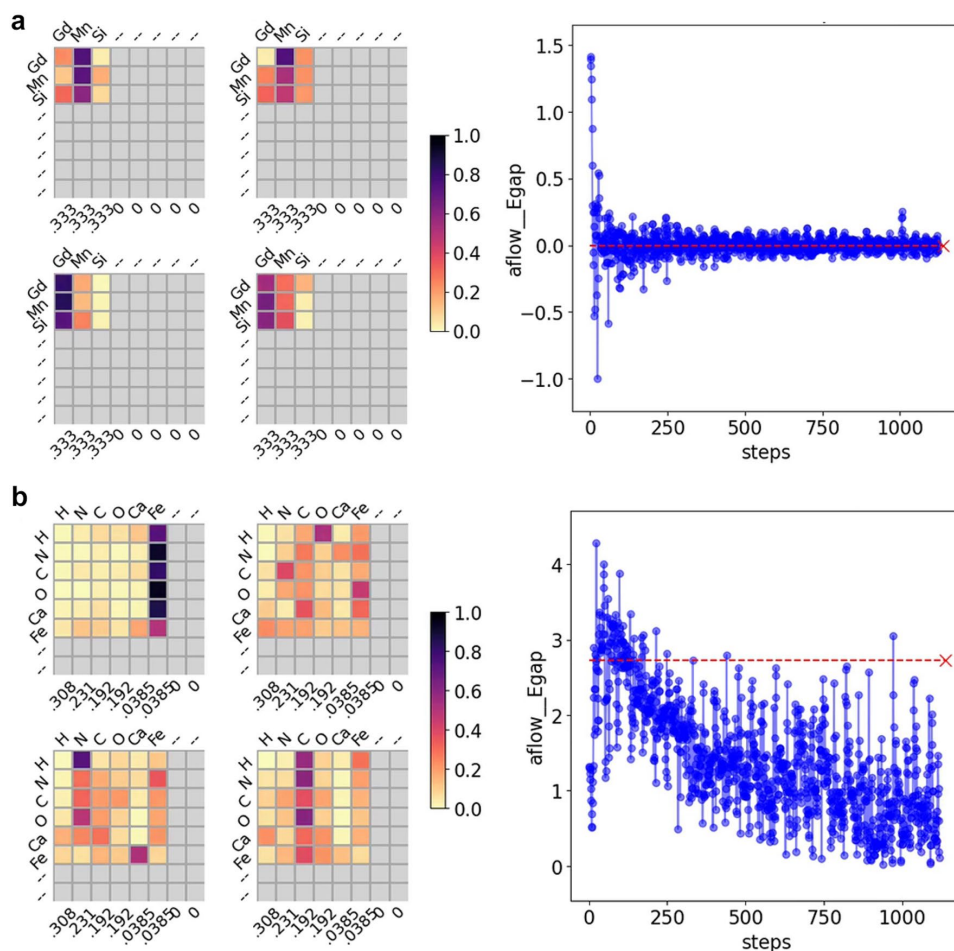 a
Gd Mn Si -- -- -- -- --
Gd
Mn
Si
--
--
--
--
--
.333 .333 .333 0 0 0 0 0
Gd Mn Si -- -- -- -- --
Gd
Mn
Si
--
--
--
--
--
.333 .333 .333 0 0 0 0 0
Gd Mn Si -- -- -- -- --
Gd
Mn
Si
--
--
--
--
--
.333 .333 .333 0 0 0 0 0
Gd Mn Si -- -- -- -- --
Gd
Mn
Si
--
--
--
--
--
.333 .333 .333 0 0 0 0 0
1.0
0.8
0.6
0.4
0.2
0.0
aflow__Egap
1.5
1.0
0.5
0.0
−0.5
−1.0
0 250 500 750 1000
steps
b
H N C O Ca Fe -- --
H
N
C
O
Ca
Fe
--
--
.308 .231 .192 .192 .0385 .0385 0 0
H N C O Ca Fe -- --
H
N
C
O
Ca
Fe
--
--
.308 .231 .192 .192 .0385 .0385 0 0
H N C O Ca Fe -- --
H
N
C
O
Ca
Fe
--
--
.308 .231 .192 .192 .0385 .0385 0 0
H N C O Ca Fe -- --
H
N
C
O
Ca
Fe
--
--
.308 .231 .192 .192 .0385 .0385 0 0
1.0
0.8
0.6
0.4
0.2
0.0
aflow__Egap
4
3
2
1
0
0 250 500 750 1000
steps